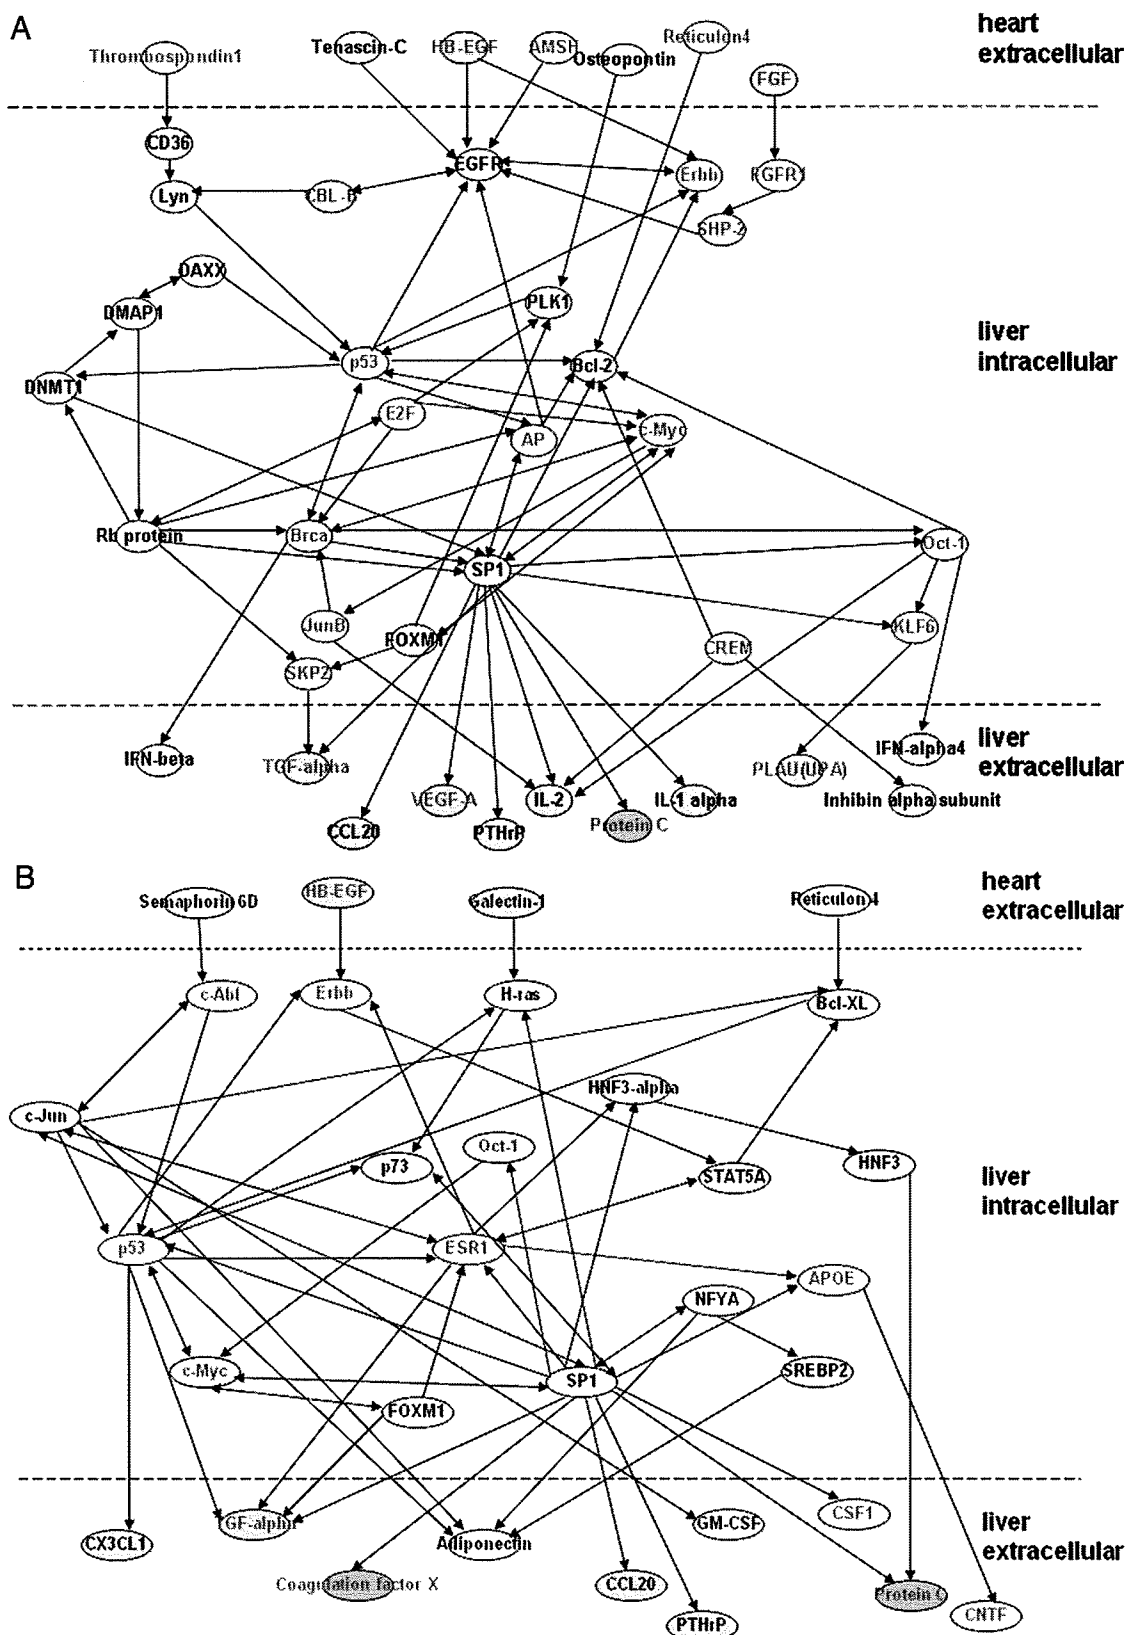 A
heart
extracellular
Thrombospondin1
Tenascin-C
HB-EGF
AMSH
Osteopontin
Reticulon4
FGF
CD36
EGFR
Erbb
FGFR1
Lyn
CBL-B
SHP-2
DAXX
DMAP1
PLK1
liver
intracellular
p53
Bcl-2
DNMT1
E2F
AP
c-Myc
Rb protein
Brca
SP1
Oct-1
JunB
FOXM1
KLF6
CREM
SKP2
liver
extracellular
IFN-beta
TGF-alpha
IFN-alpha4
PLAU(UPA)
VEGF-A
IL-2
IL-1 alpha
Inhibin alpha subunit
CCL20
PTHrP
Protein C
B
heart
extracellular
Semaphorin 6D
HB-EGF
Galectin-1
Reticulon 4
c-Abl
Erbb
H-ras
Bcl-XL
HNF3-alpha
c-Jun
Oct-1
p73
STAT5A
HNF3
liver
intracellular
p53
ESR1
APOE
NFYA
c-Myc
SP1
SREBP2
FOXM1
liver
extracellular
CX3CL1
GF-alpha
Adiponectin
GM-CSF
CSF1
Coagulation factor X
CCL20
Protein C
PTHrP
CNTF